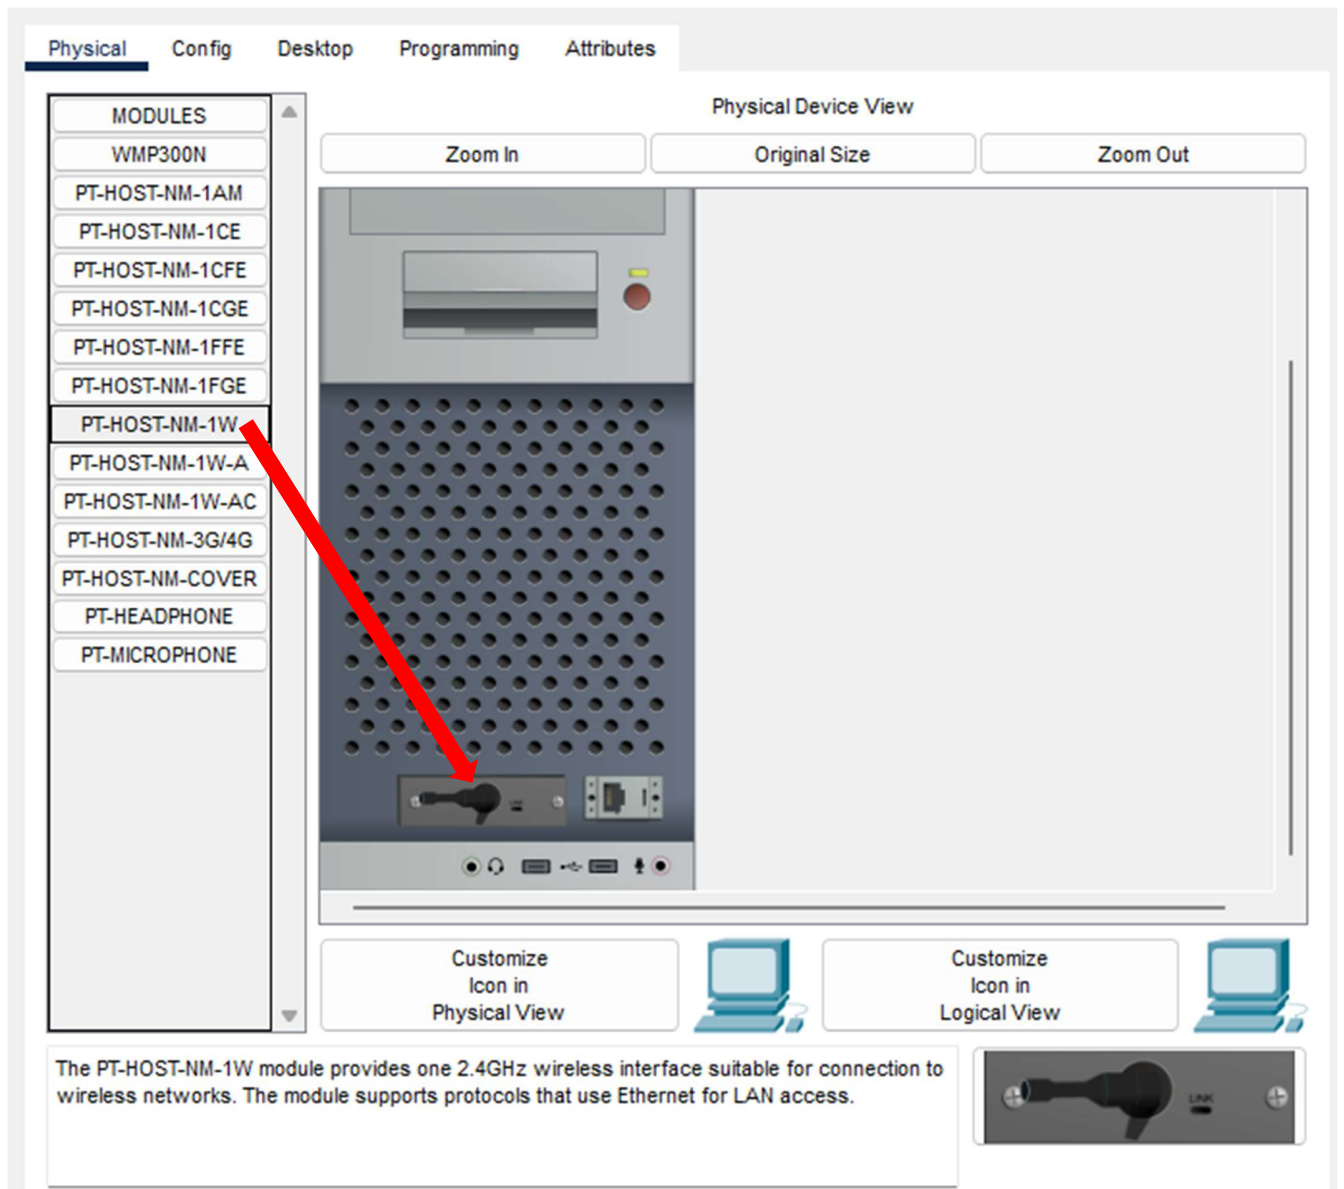 Physical Config Desktop Programming Attributes
MODULES
WMP300N
PT-HOST-NM-1AM
PT-HOST-NM-1CE
PT-HOST-NM-1CFE
PT-HOST-NM-1CGE
PT-HOST-NM-1FFE
PT-HOST-NM-1FGE
PT-HOST-NM-1W
PT-HOST-NM-1W-A
PT-HOST-NM-1W-AC
PT-HOST-NM-3G/4G
PT-HOST-NM-COVER
PT-HEADPHONE
PT-MICROPHONE
Physical Device View
Zoom In Original Size Zoom Out
LINK
Customize
Icon in
Physical View
Customize
Icon in
Logical View
The PT-HOST-NM-1W module provides one 2.4GHz wireless interface suitable for connection to
wireless networks. The module supports protocols that use Ethernet for LAN access.
LINK